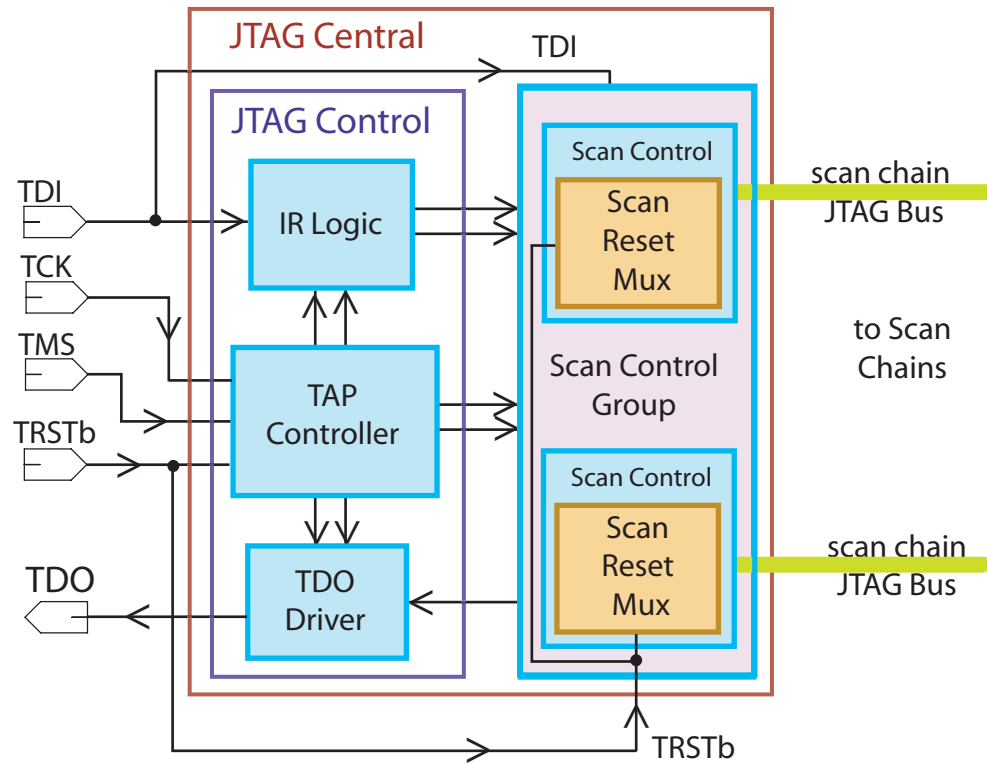 JTAG Central
TDI
JTAG Control
Scan Control
Scan
Reset
Mux
scan chain
JTAG Bus
TDI
IR Logic
TCK
TMS
TRSTb
TAP
Controller
Scan Control
Group
to Scan
Chains
Scan Control
Scan
Reset
Mux
scan chain
JTAG Bus
TDO
TDO
Driver
TRSTb